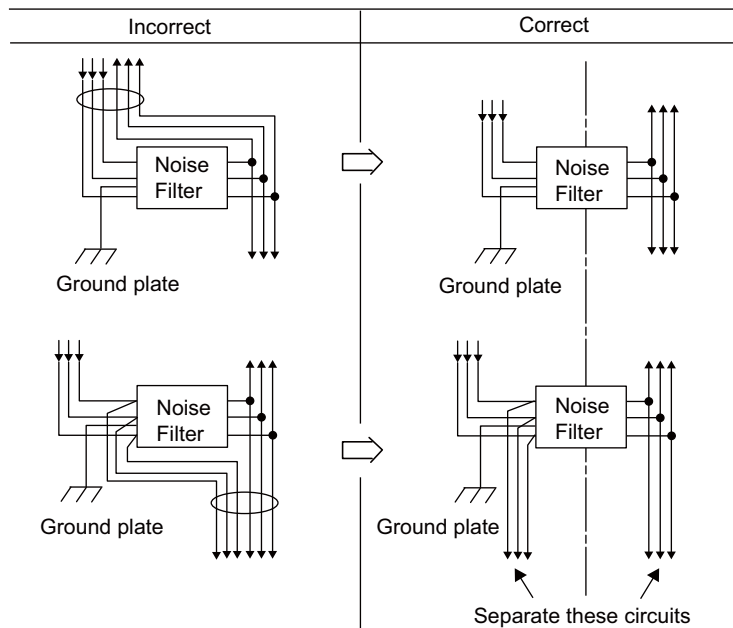 Incorrect
Correct
Noise
Filter
Ground plate
Noise
Filter
Ground plate
Noise
Filter
Ground plate
Noise
Filter
Ground plate
Separate these circuits